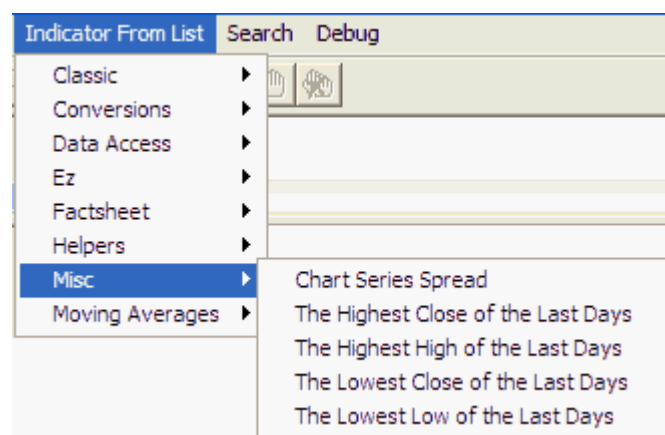 Indicator From List Search Debug
Classic
Conversions
Data Access
Ez
Factsheet
Helpers
Misc
Moving Averages
Chart Series Spread
The Highest Close of the Last Days
The Highest High of the Last Days
The Lowest Close of the Last Days
The Lowest Low of the Last Days